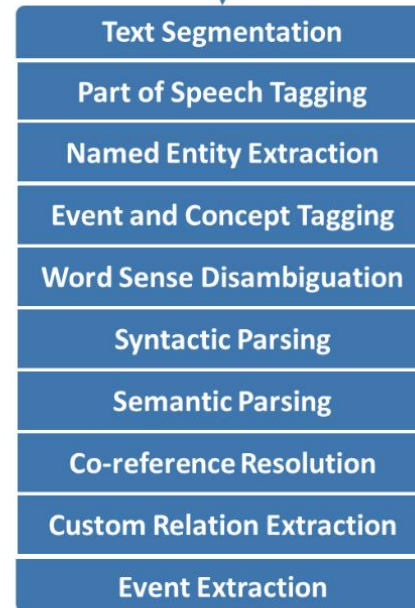 Text Segmentation
Part of Speech Tagging
Named Entity Extraction
Event and Concept Tagging
Word Sense Disambiguation
Syntactic Parsing
Semantic Parsing
Co-reference Resolution
Custom Relation Extraction
Event Extraction